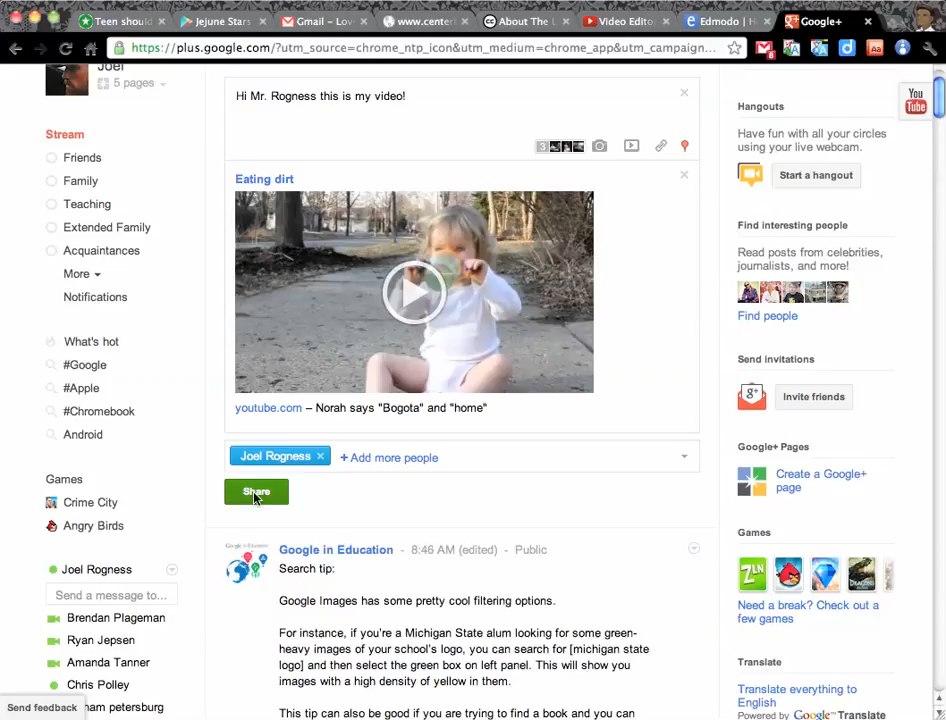 Teen should
Jejune Stars
Gmail – Lov
www.center
About The L
Video Editor
Edmodo | H
Google+
https://plus.google.com/?utm_source=chrome_ntp_icon&utm_medium=chrome_app&utm_campaign...
Joel
5 pages
Stream
Friends
Family
Teaching
Extended Family
Acquaintances
More
Notifications
What's hot
#Google
#Apple
#Chromebook
Android
Games
Crime City
Angry Birds
Joel Rogness
Send a message to...
Brendan Plageman
Ryan Jepsen
Amanda Tanner
Chris Polley
ham petersburg
Send feedback
Hi Mr. Rogness this is my video!
3
Eating dirt
youtube.com – Norah says "Bogota" and "home"
Joel Rogness
+ Add more people
Share
Google in Education - 8:46 AM (edited) - Public
Search tip:
Google Images has some pretty cool filtering options.
For instance, if you're a Michigan State alum looking for some green-
heavy images of your school's logo, you can search for [michigan state
logo] and then select the green box on left panel. This will show you
images with a high density of yellow in them.
This tip can also be good if you are trying to find a book and you can
You
Tube
Hangouts
Have fun with all your circles
using your live webcam.
Start a hangout
Find interesting people
Read posts from celebrities,
journalists, and more!
Find people
Send invitations
Invite friends
Google+ Pages
Create a Google+
page
Games
Need a break? Check out a
few games
Translate
Translate everything to
English
Powered by Google Translate